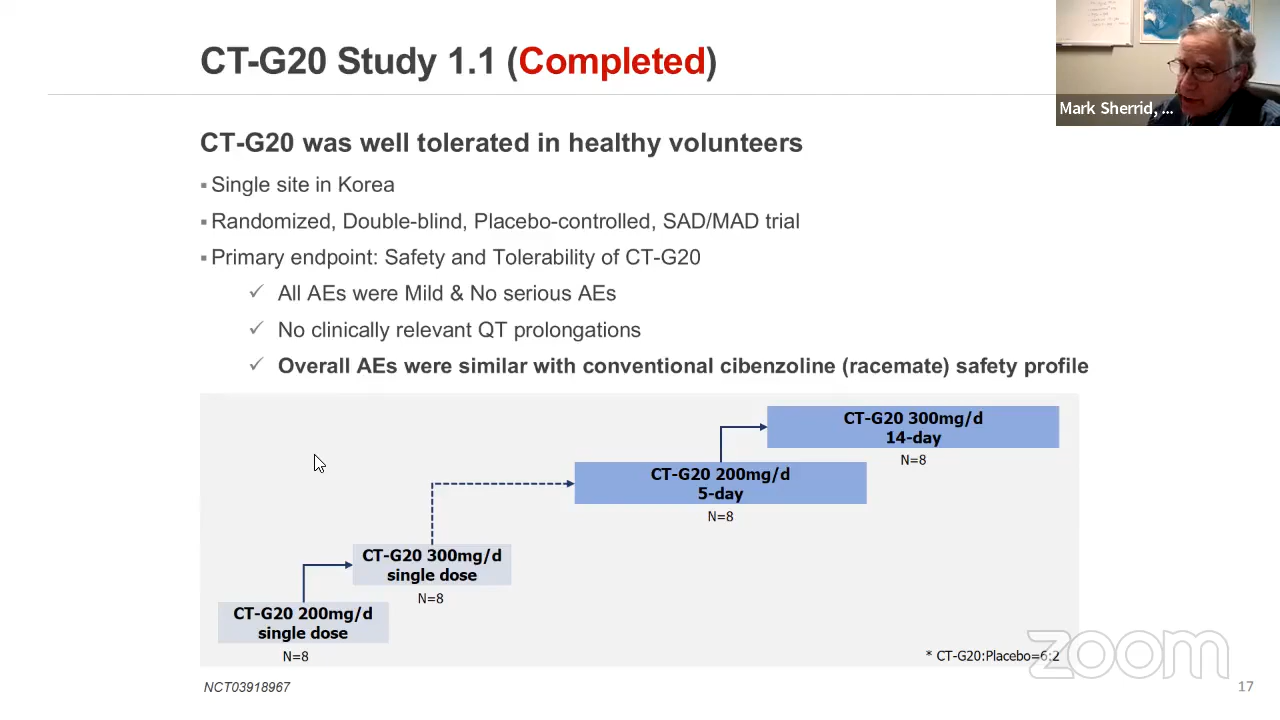 CT-G20 Study 1.1 (Completed)
Mark Sherrid, ...
CT-G20 was well tolerated in healthy volunteers
▪ Single site in Korea
▪ Randomized, Double-blind, Placebo-controlled, SAD/MAD trial
▪ Primary endpoint: Safety and Tolerability of CT-G20
✓ All AEs were Mild & No serious AEs
✓ No clinically relevant QT prolongations
✓ Overall AEs were similar with conventional cibenzoline (racemate) safety profile
CT-G20 300mg/d
14-day
N=8
CT-G20 200mg/d
5-day
N=8
CT-G20 300mg/d
single dose
N=8
CT-G20 200mg/d
single dose
N=8
* CT-G20:Placebo=6:2
zoom
NCT03918967
17